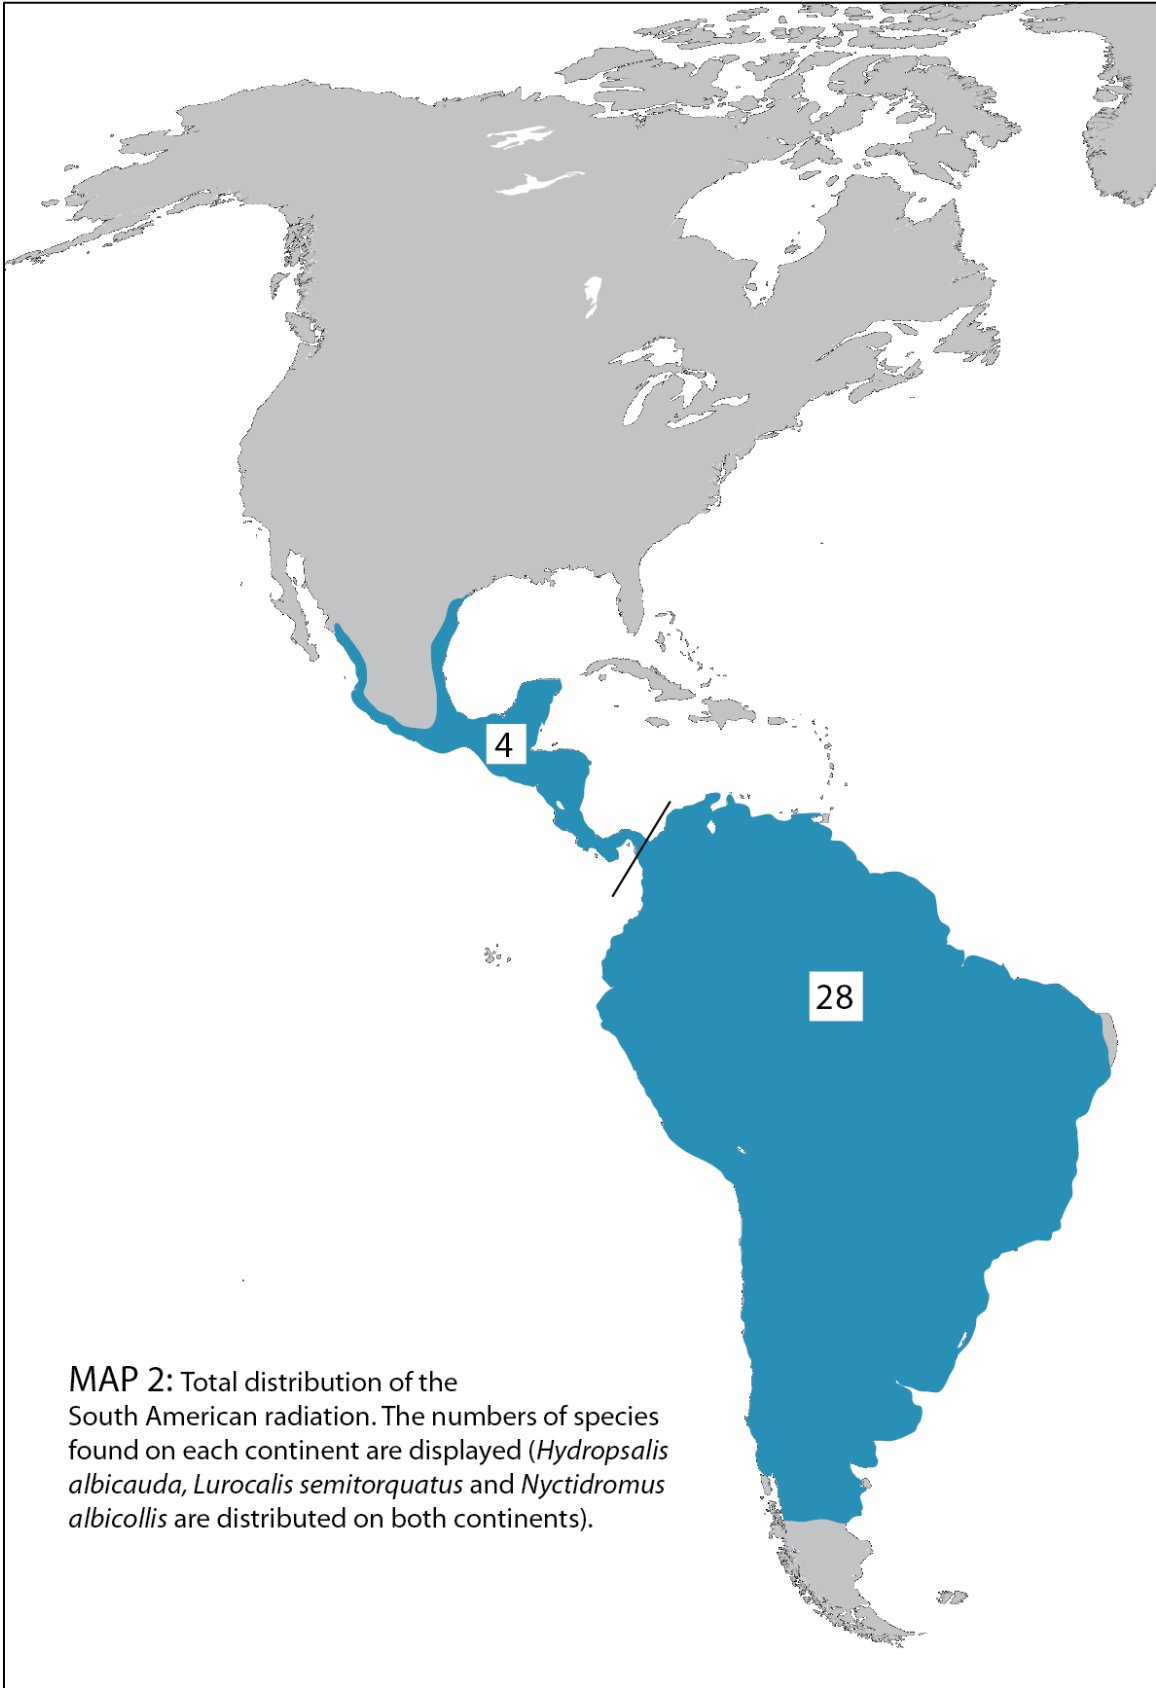 4
28
MAP 2: Total distribution of the
South American radiation. The numbers of species
found on each continent are displayed (Hydropsalis
albicauda, Lurocalis semitorquatus and Nyctidromus
albicollis are distributed on both continents).